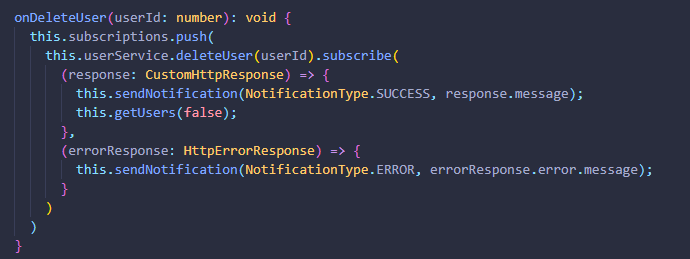 onDeleteUser(userId: number): void {
  this.subscriptions.push(
    this.userService.deleteUser(userId).subscribe(
      (response: CustomHttpResponse) => {
        this.sendNotification(NotificationType.SUCCESS, response.message);
        this.getUsers(false);
      },
      (errorResponse: HttpErrorResponse) => {
        this.sendNotification(NotificationType.ERROR, errorResponse.error.message);
      }
    )
  )
}